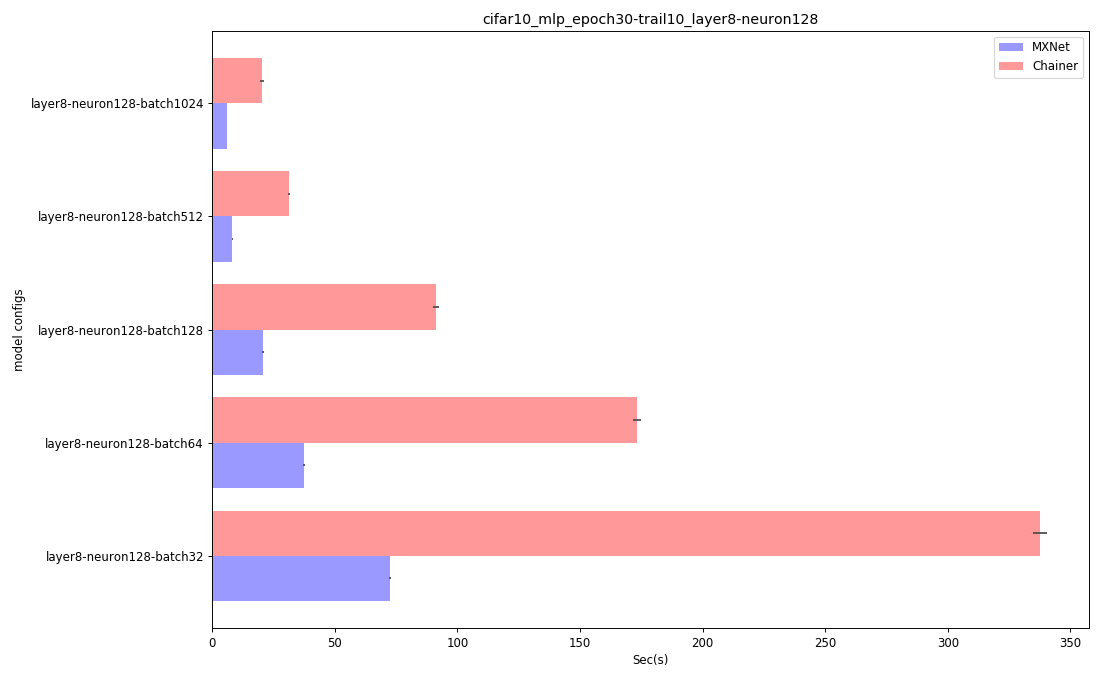 cifar10_mlp_epoch30-trail10_layer8-neuron128
MXNet
Chainer
layer8-neuron128-batch1024
layer8-neuron128-batch512
layer8-neuron128-batch128
layer8-neuron128-batch64
layer8-neuron128-batch32
model configs
0 50 100 150 200 250 300 350
Sec(s)